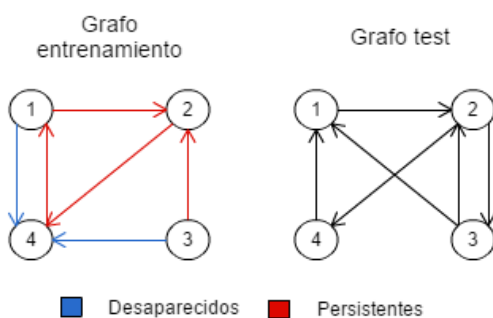 Grafo
entrenamiento
Grafo test
1
2
1
2
4
3
4
3
Desaparecidos
Persistentes